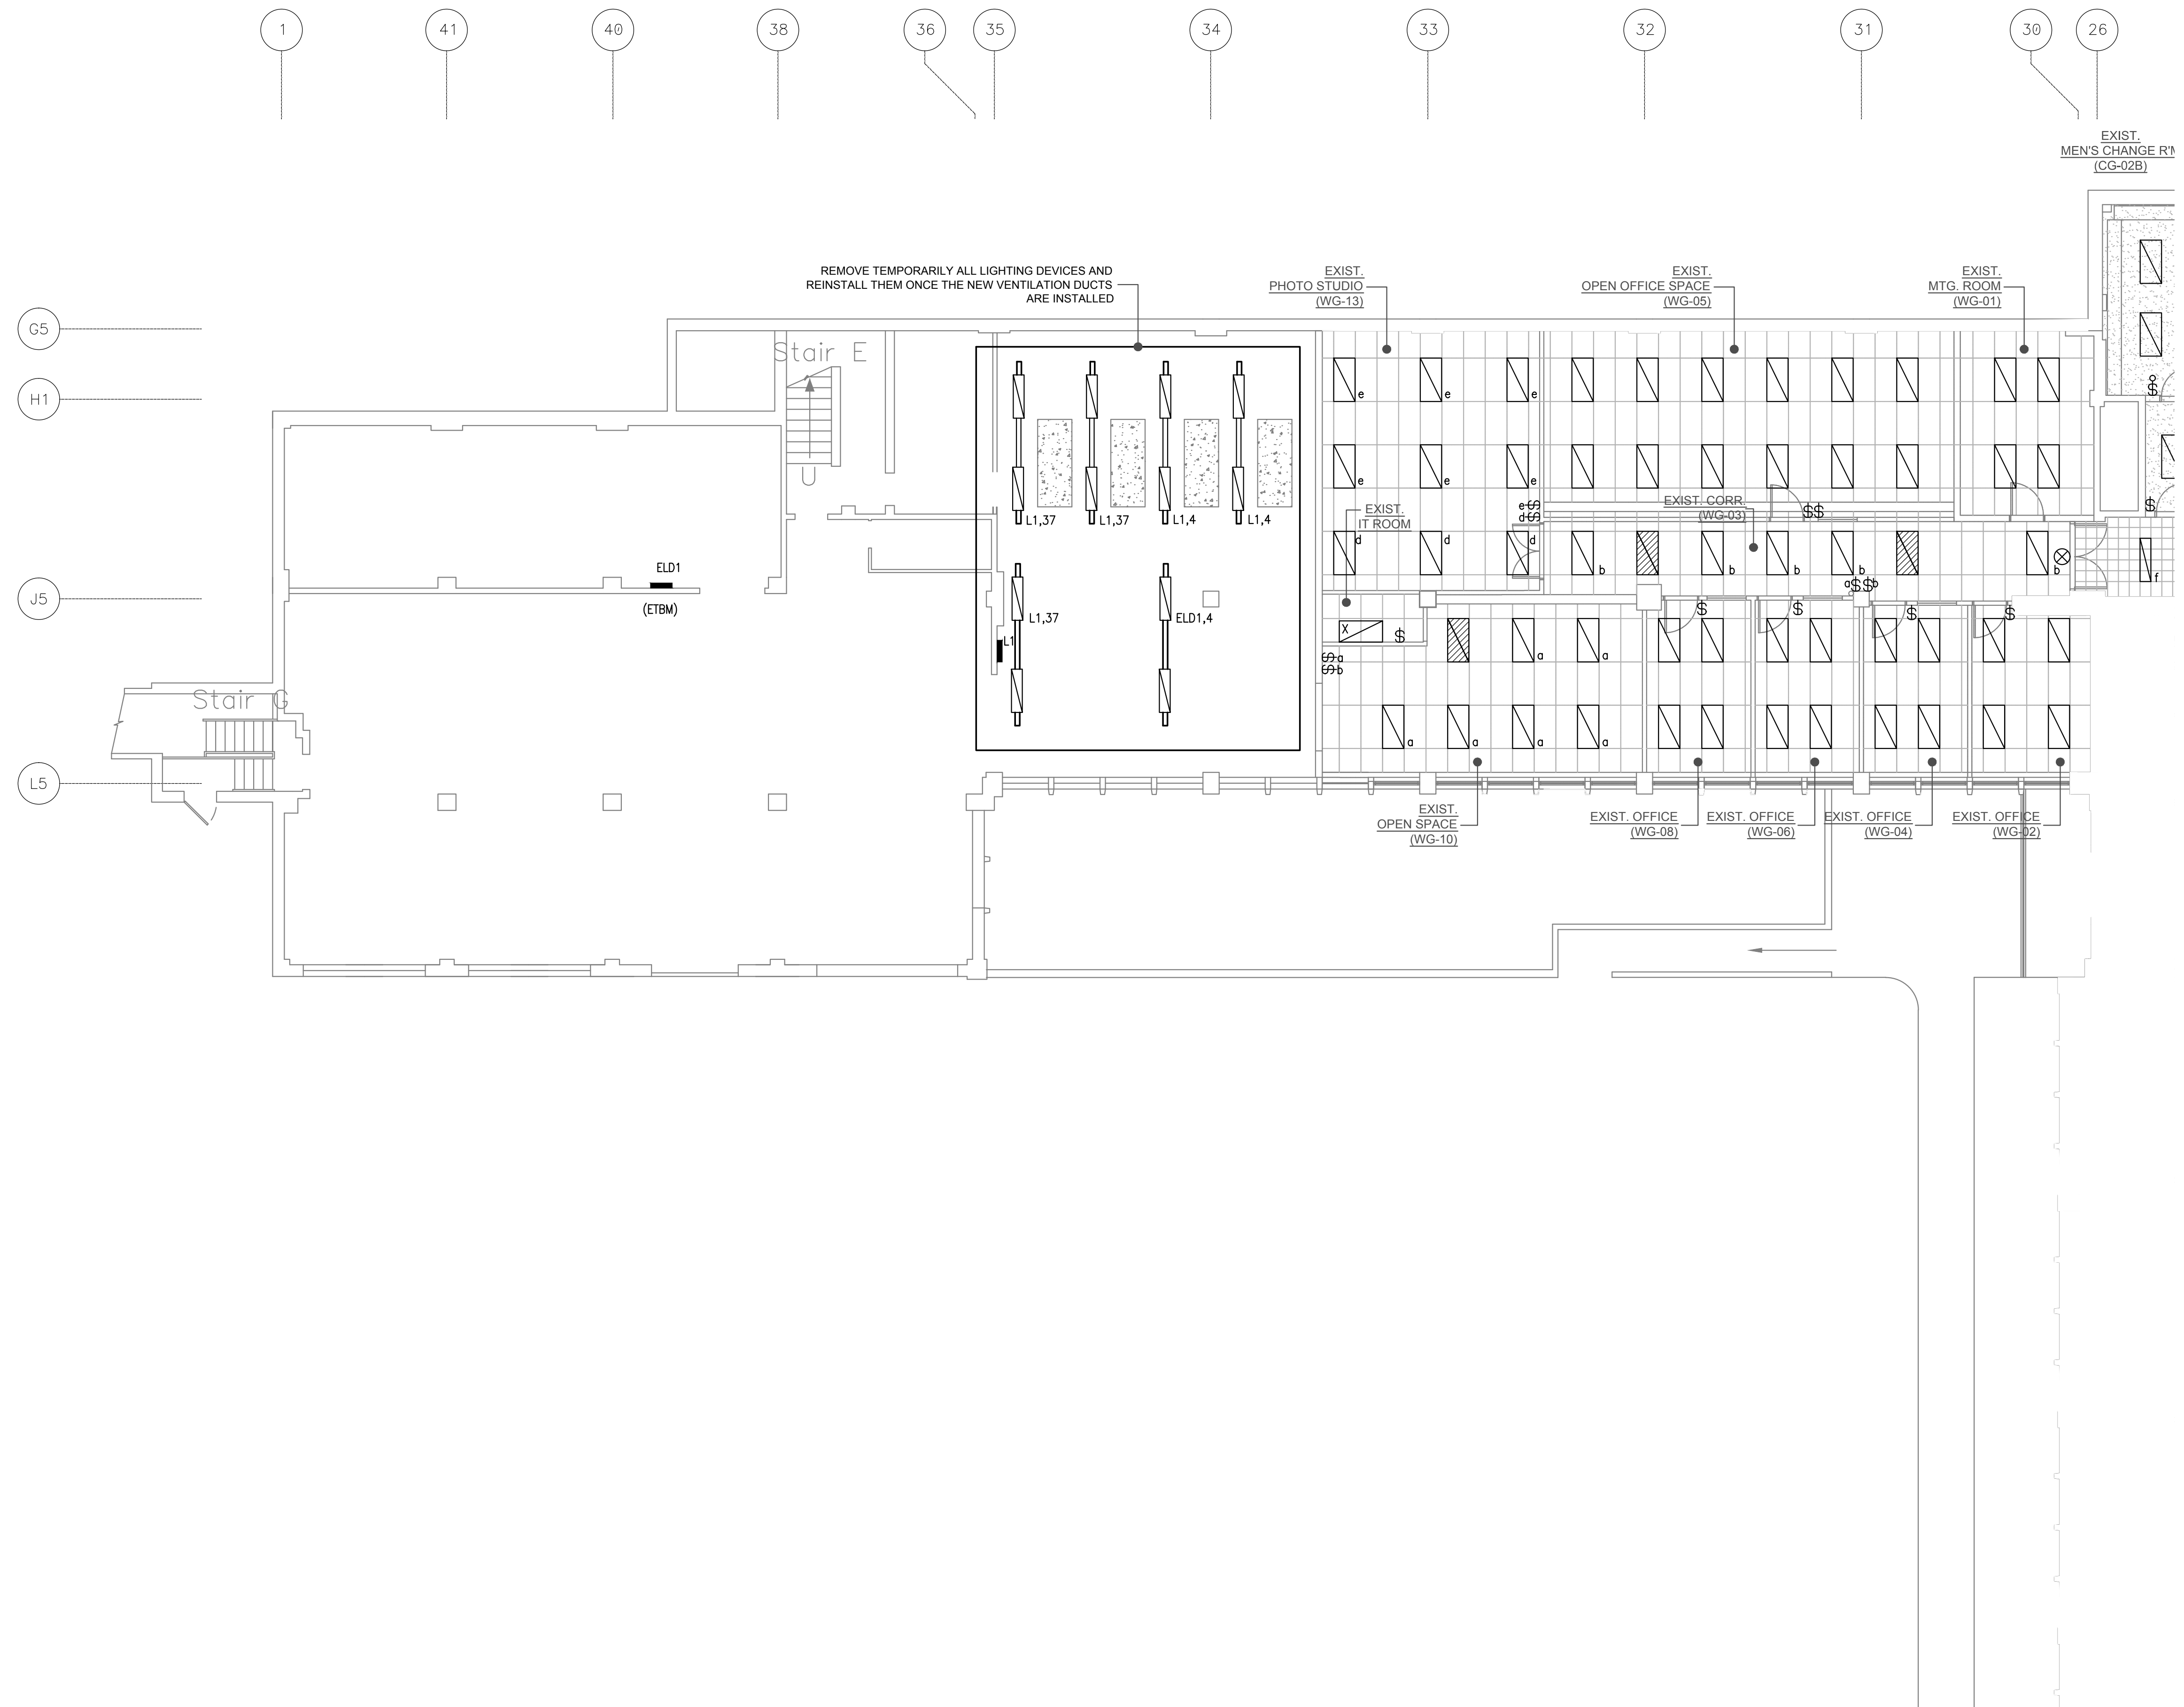 1
41
40
38
36
35
34
33
32
31
30
26
EXIST.
MEN'S CHANGE R'M
(CG-02B)
REMOVE TEMPORARILY ALL LIGHTING DEVICES AND
REINSTALL THEM ONCE THE NEW VENTILATION DUCTS
ARE INSTALLED
EXIST.
PHOTO STUDIO
(WG-13)
EXIST.
OPEN OFFICE SPACE
(WG-05)
EXIST.
MTG. ROOM
(WG-01)
G5
Stair E
H1
e
e
e
U
e
e
e
$
L1,37
L1,37
L1,4
L1,4
EXIST.
IT ROOM
e$$
d$$
EXIST. CORR.
(WG-03)
$$
$
d
d
d
ELD1
b
b
b
b
b
f
a$$b
J5
(ETBM)
L1,37
ELD1,4
$
$
$
$
L1
X
$
$$a
$$b
a
a
Stair G
a
a
a
a
L5
EXIST.
OPEN SPACE
(WG-10)
EXIST. OFFICE
(WG-08)
EXIST. OFFICE
(WG-06)
EXIST. OFFICE
(WG-04)
EXIST. OFFICE
(WG-02)